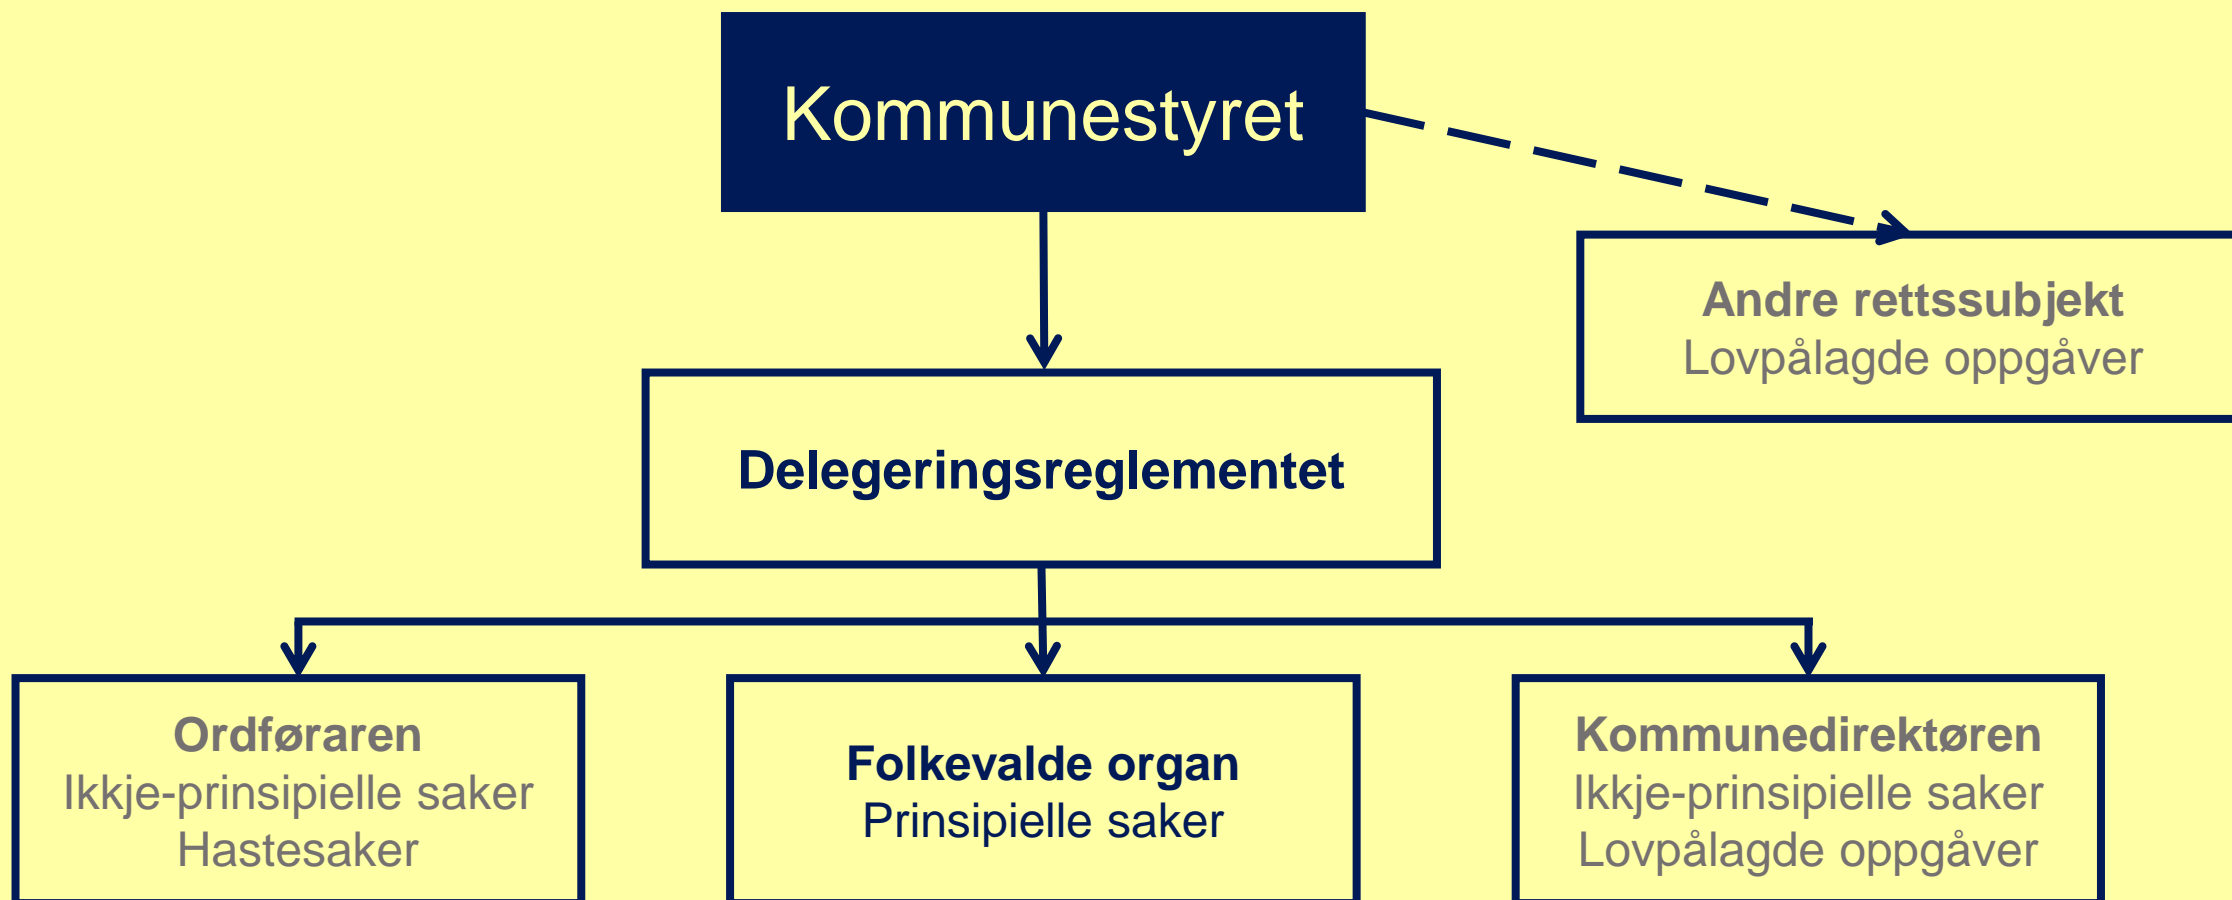 Kommunestyret
Andre rettssubjekt
Lovpålagde oppgåver
Delegeringsreglementet
Ordføraren
Ikkje-prinsipielle saker
Hastesaker
Folkevalde organ
Prinsipielle saker
Kommunedirektøren
Ikkje-prinsipielle saker
Lovpålagde oppgåver